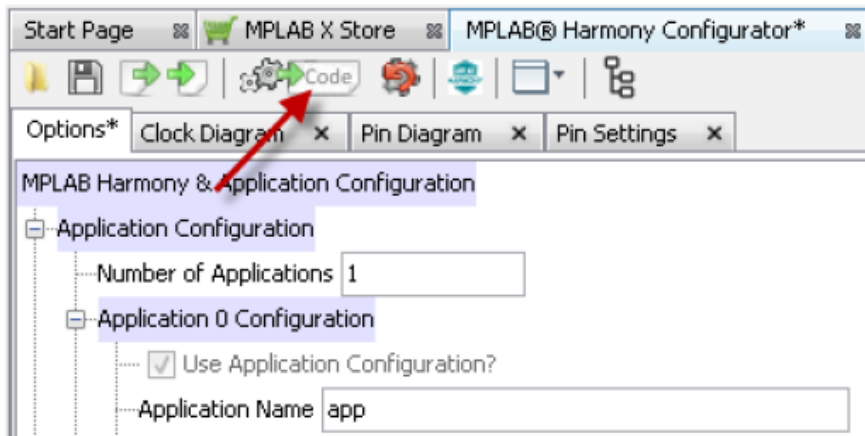 Start Page MPLAB X Store MPLAB® Harmony Configurator*
Code
Options* Clock Diagram Pin Diagram Pin Settings
MPLAB Harmony & Application Configuration
Application Configuration
Number of Applications 1
Application 0 Configuration
Use Application Configuration?
Application Name app